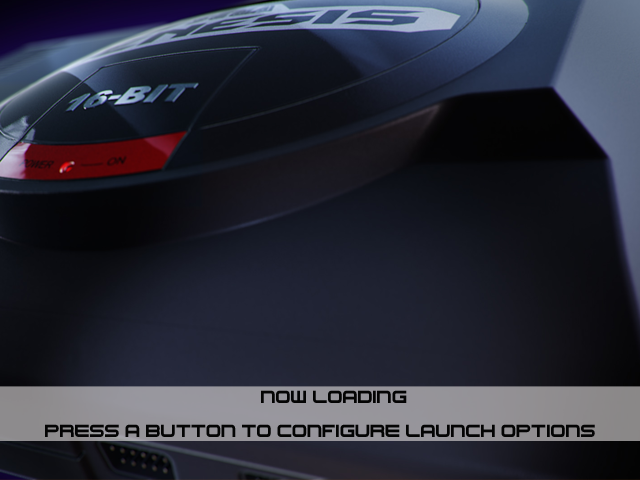 16-BIT
ON
NOW LOADING
PRESS A BUTTON TO CONFIGURE LAUNCH OPTIONS